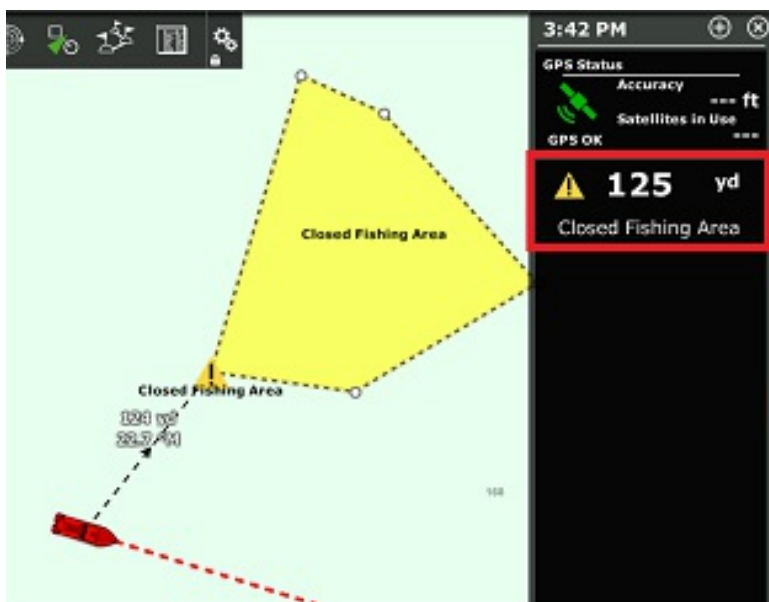 3:42 PM
GPS Status
Accuracy
--- ft
Satellites in Use
---
GPS OK
125 yd
Closed Fishing Area
Closed Fishing Area
Closed Fishing Area
124 yd